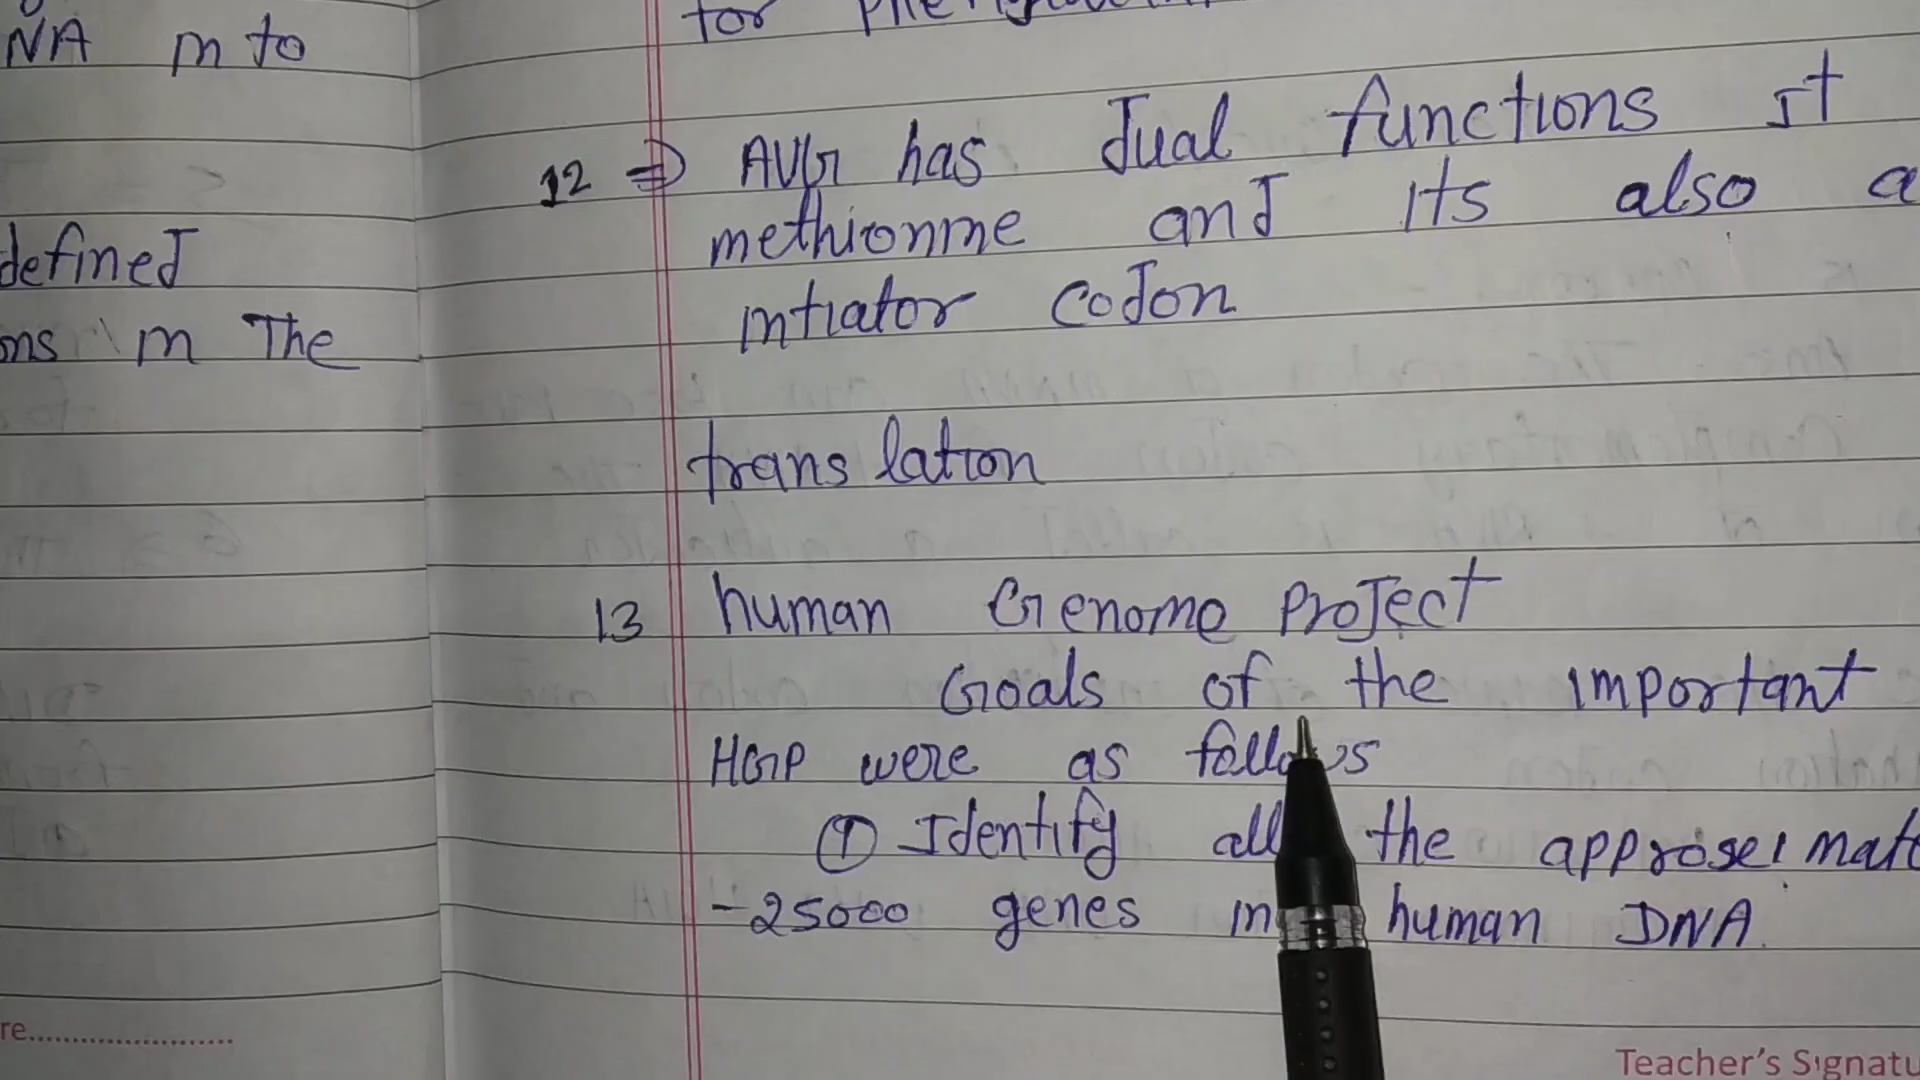 NA in to
defined
ons in The
re.......................
for
12 ⇒ AUG has dual functions It
methionine and its also a
intiator codon
translation
13 human Genome Project
Goals of the important
HGP were as follows
① Identify all the approseimate
-25000 genes in human DNA.
Teacher's Signatu